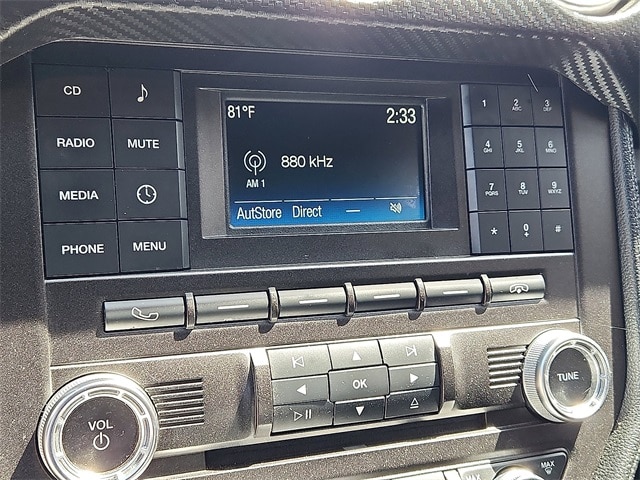 CD
RADIO MUTE
MEDIA
PHONE MENU
81°F 2:33
880 kHz
AM 1
AutStore Direct
1 2 ABC 3 DEF
4 GHI 5 JKL 6 MNO
7 PQRS 8 TUV 9 WXYZ
* 0 + #
OK
VOL
TUNE
MAX
MAX